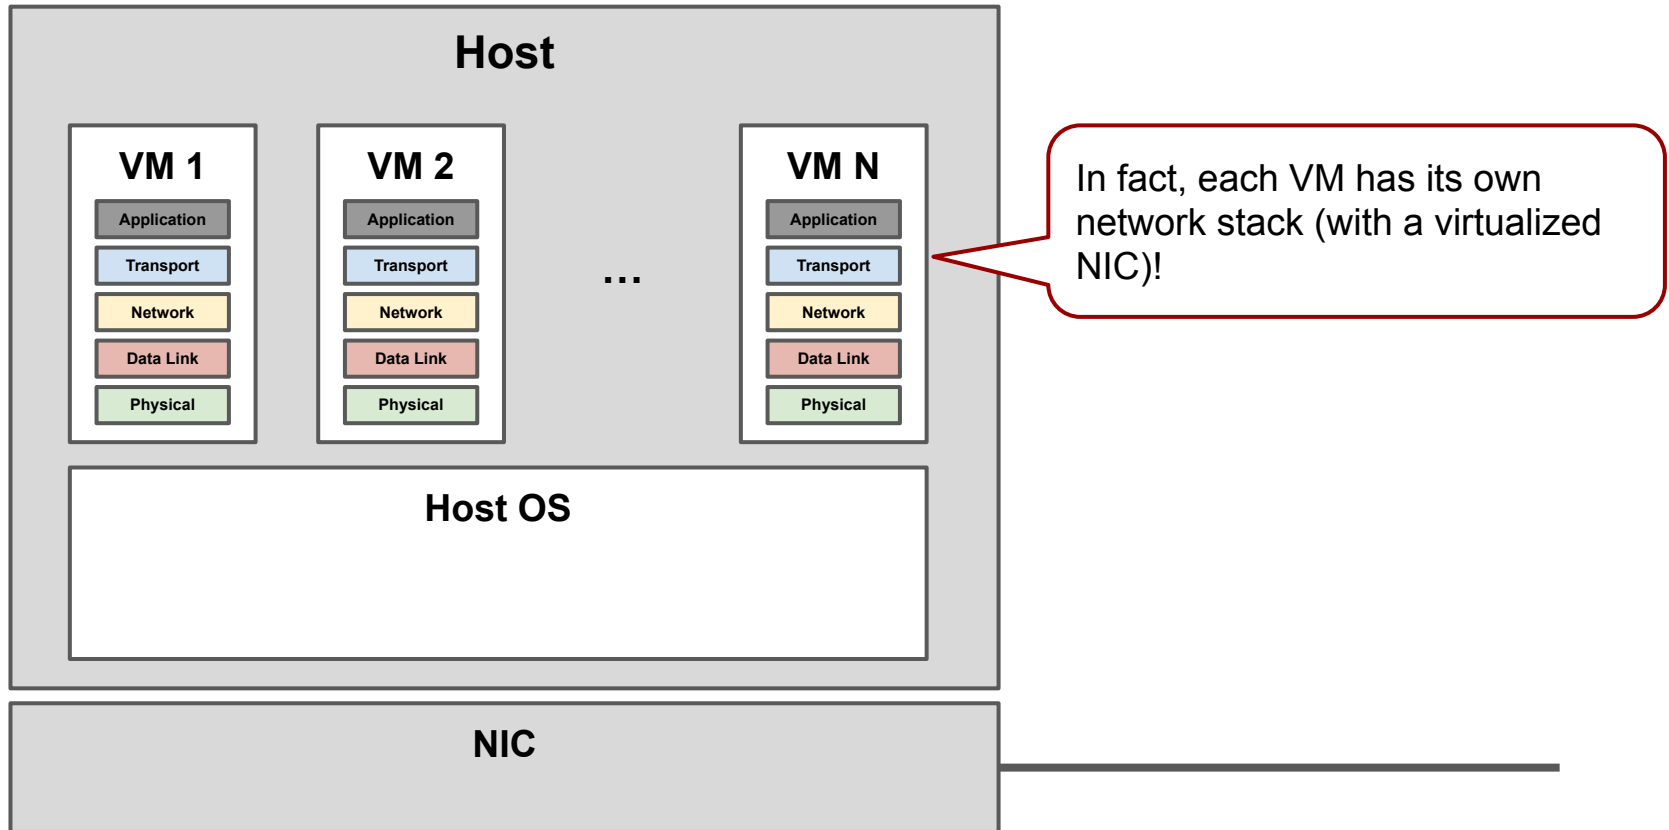 Host
VM 1
Application
Transport
Network
Data Link
Physical
VM 2
Application
Transport
Network
Data Link
Physical
...
VM N
Application
Transport
Network
Data Link
Physical
In fact, each VM has its own
network stack (with a virtualized
NIC)!
Host OS
NIC